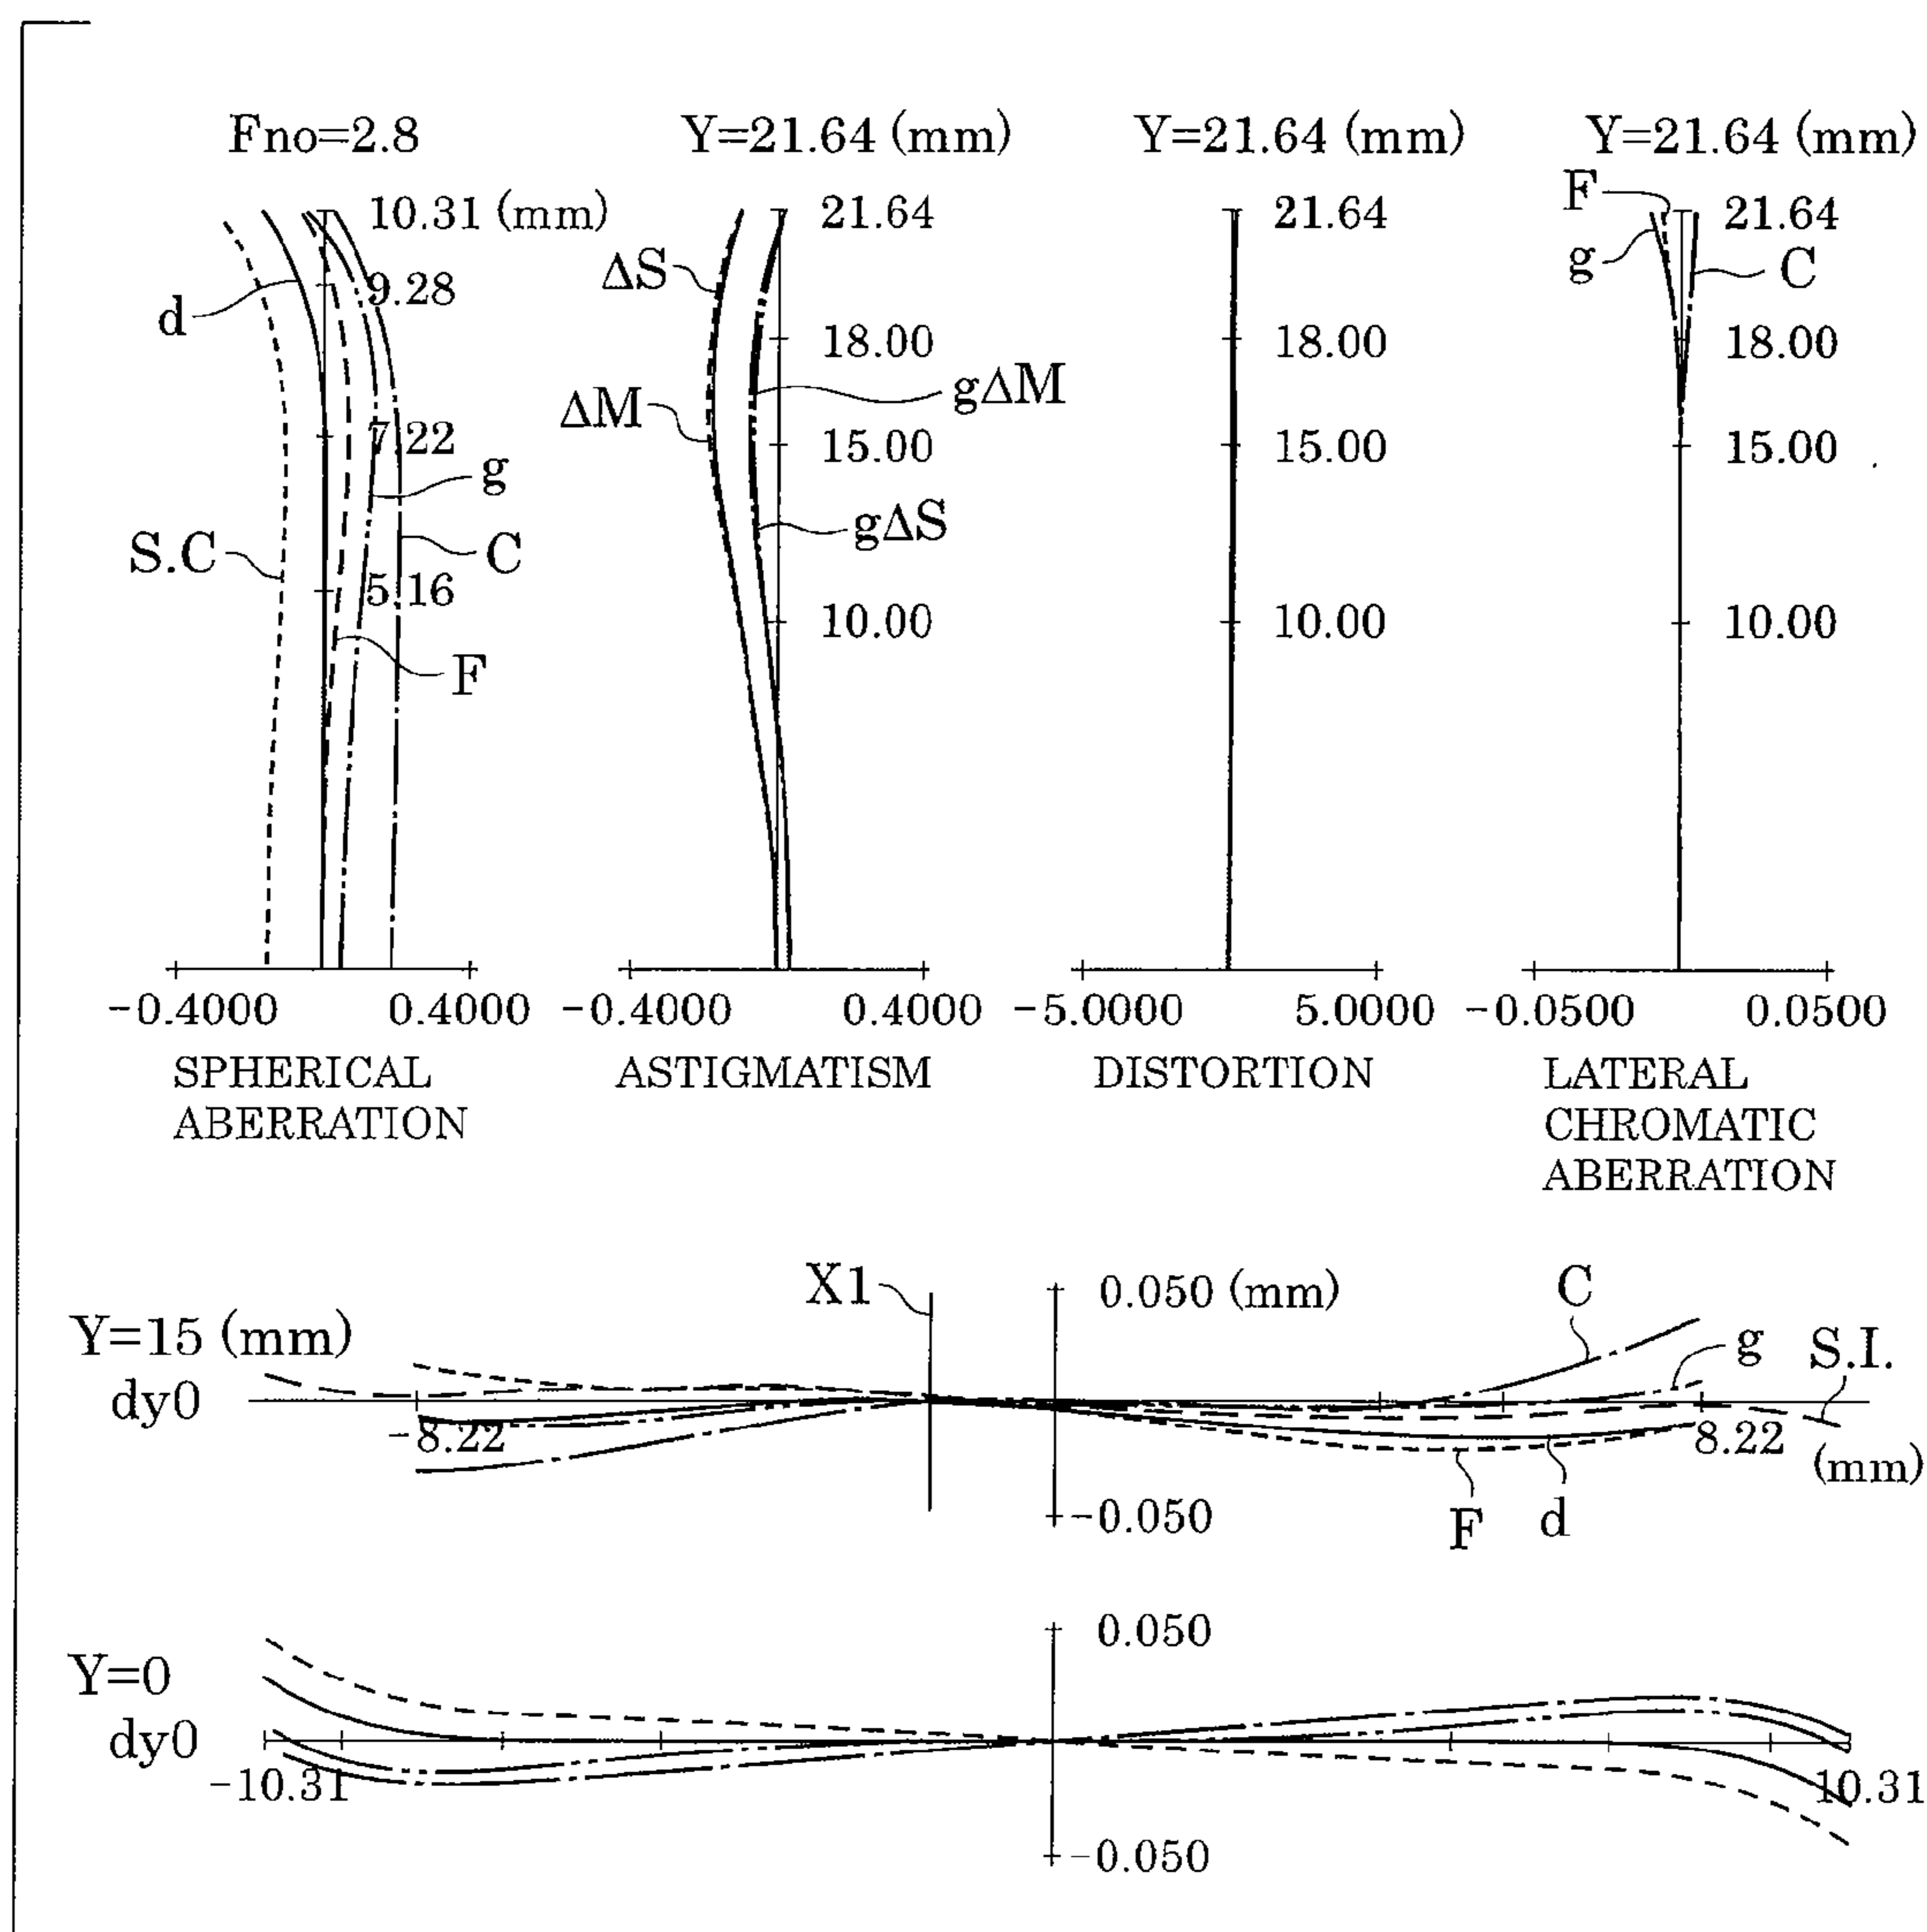 Fno=2.8
10.31 (mm)
9.28
d
7.22
g
S.C
C
5.16
F
-0.4000 0.4000
SPHERICAL
ABERRATION
Y=21.64 (mm)
21.64
ΔS
18.00
gΔM
ΔM
15.00
gΔS
10.00
-0.4000 0.4000
ASTIGMATISM
Y=21.64 (mm)
21.64
18.00
15.00
10.00
-5.0000 5.0000
DISTORTION
Y=21.64 (mm)
F
21.64
g
C
18.00
15.00
10.00
-0.0500 0.0500
LATERAL
CHROMATIC
ABERRATION
X1
0.050 (mm)
C
Y=15 (mm)
g
S.I.
dy0
-8.22
8.22
(mm)
-0.050
F
d
0.050
Y=0
dy0
-10.31
10.31
-0.050